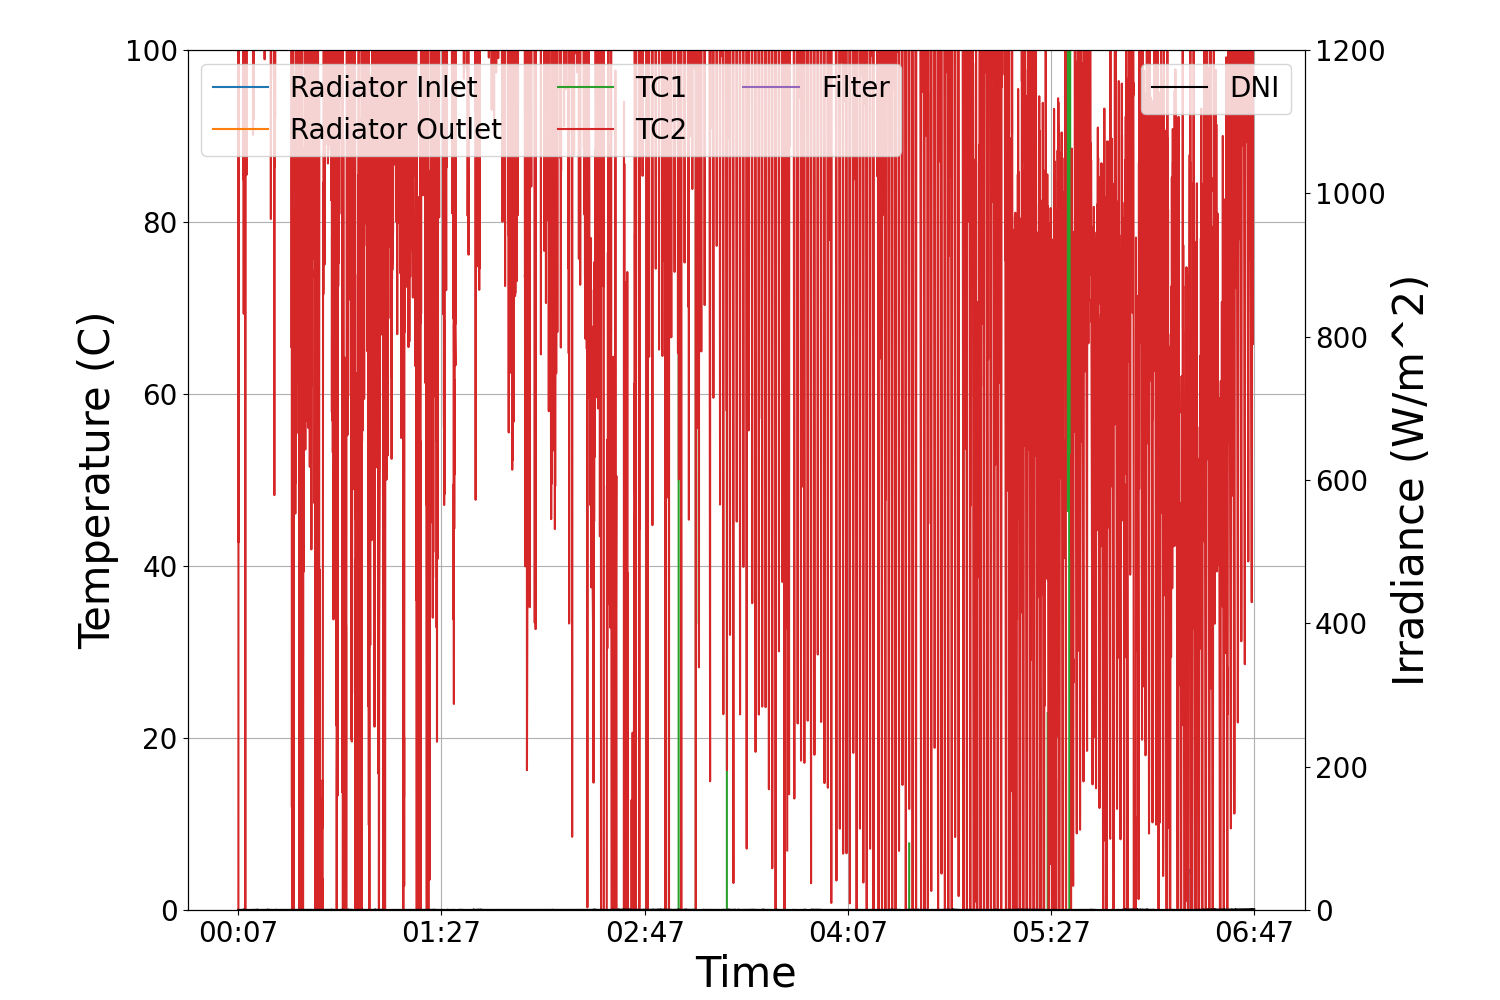 100
80
60
40
20
0
Temperature (C)
Radiator Inlet
Radiator Outlet
TC1
TC2
Filter
DNI
1200
1000
800
600
400
200
0
Irradiance (W/m^2)
00:07
01:27
02:47
04:07
05:27
06:47
Time